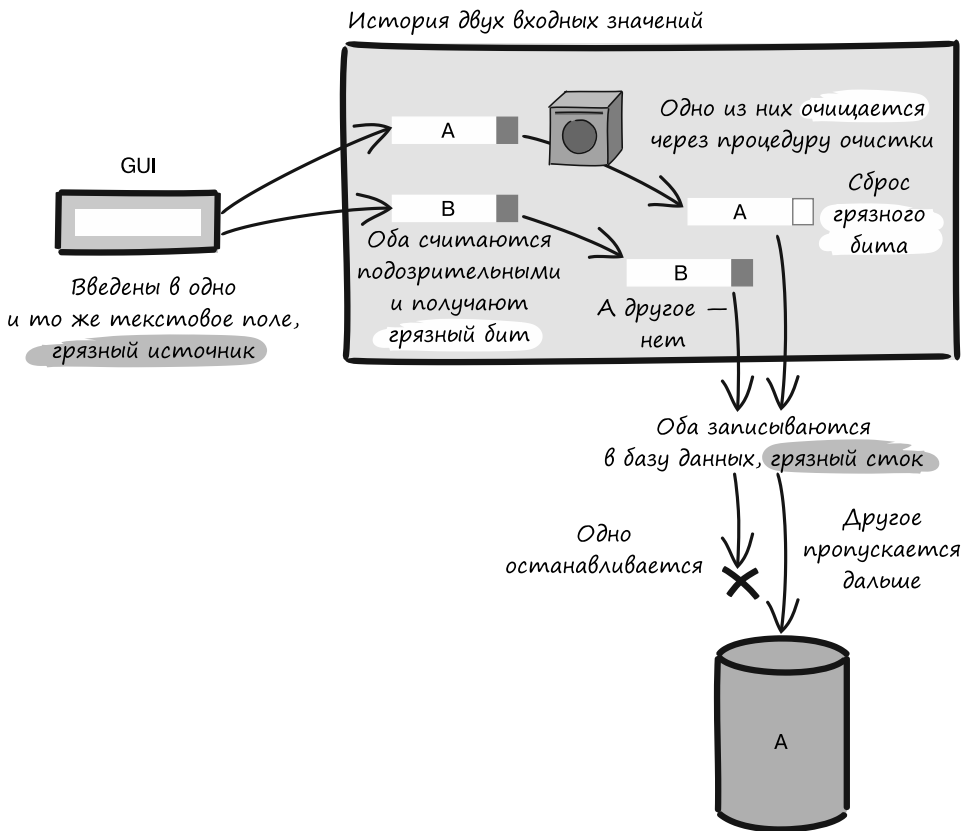 История двух входных значений
GUI
Введены в одно
и то же текстовое поле,
грязный источник
A
B
Оба считаются
подозрительными
и получают
грязный бит
Одно из них очищается
через процедуру очистки
A
Сброс
грязного
бита
B
А другое —
нет
Оба записываются
в базу данных, грязный сток
Одно
останавливается
Другое
пропускается
дальше
A